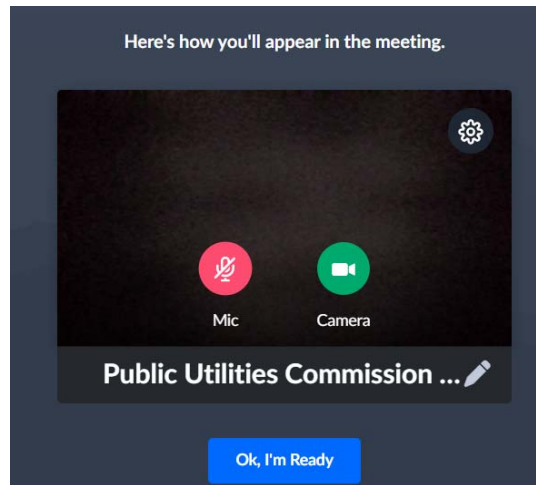 Here's how you'll appear in the meeting.
Mic
Camera
Public Utilities Commission ...
Ok, I'm Ready